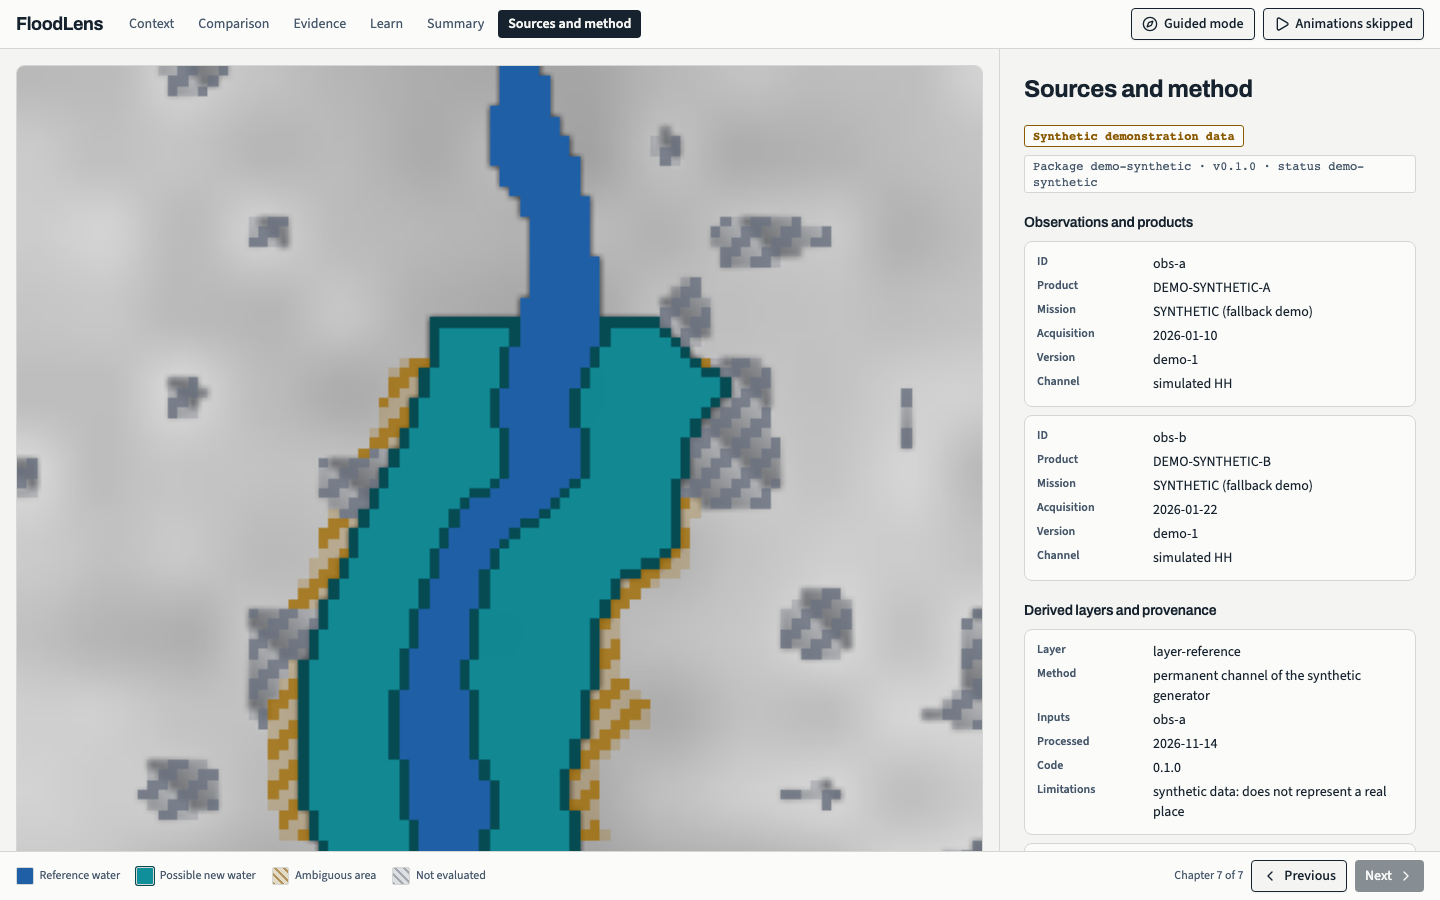 FloodLens
Context
Comparison
Evidence
Learn
Summary
Sources and method
Guided mode
Animations skipped
Sources and method
Synthetic demonstration data
Package demo-synthetic · v0.1.0 · status demo-
synthetic
Observations and products
ID obs-a
Product DEMO-SYNTHETIC-A
Mission SYNTHETIC (fallback demo)
Acquisition 2026-01-10
Version demo-1
Channel simulated HH
ID obs-b
Product DEMO-SYNTHETIC-B
Mission SYNTHETIC (fallback demo)
Acquisition 2026-01-22
Version demo-1
Channel simulated HH
Derived layers and provenance
Layer layer-reference
Method permanent channel of the synthetic
generator
Inputs obs-a
Processed 2026-11-14
Code 0.1.0
Limitations synthetic data: does not represent a real
place
Reference water
Possible new water
Ambiguous area
Not evaluated
Chapter 7 of 7
Previous
Next